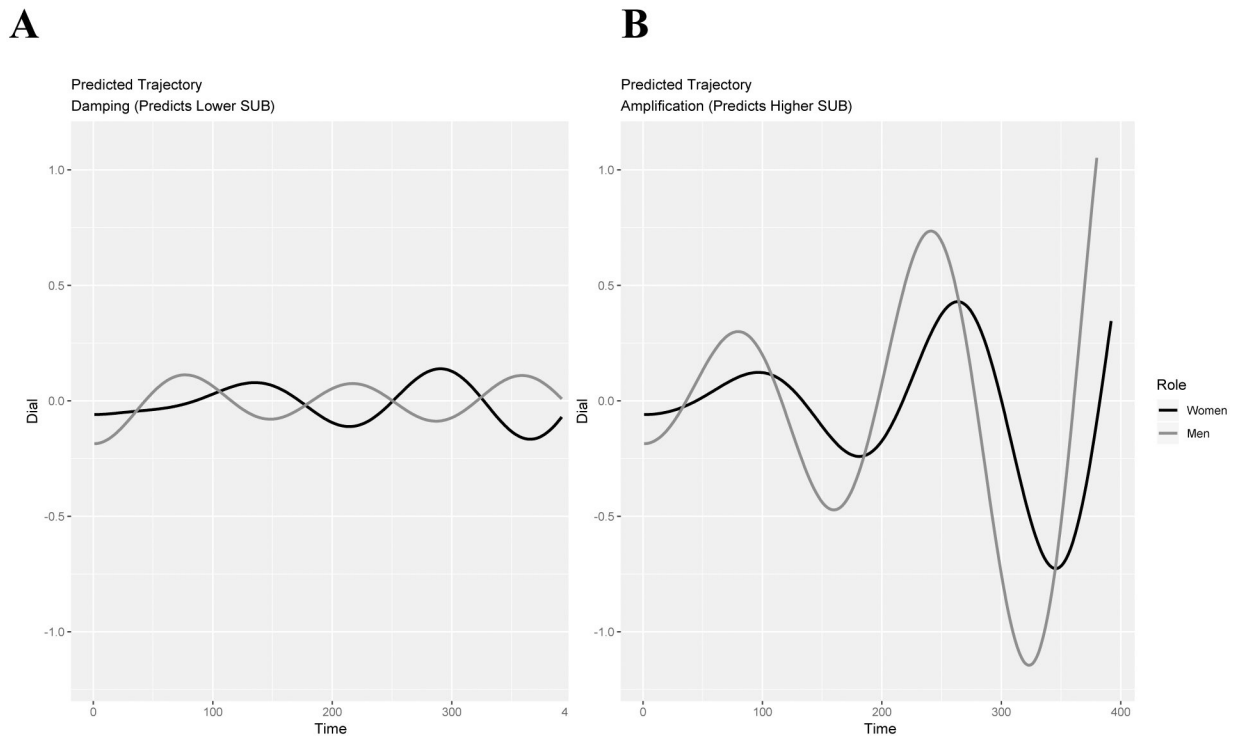 A
B
Predicted Trajectory
Damping (Predicts Lower SUB)
Predicted Trajectory
Amplification (Predicts Higher SUB)
1.0
0.5
0.0
-0.5
-1.0
Dial
0
100
200
300
4
Time
1.0
0.5
0.0
-0.5
-1.0
Dial
0
100
200
300
400
Time
Role
Women
Men